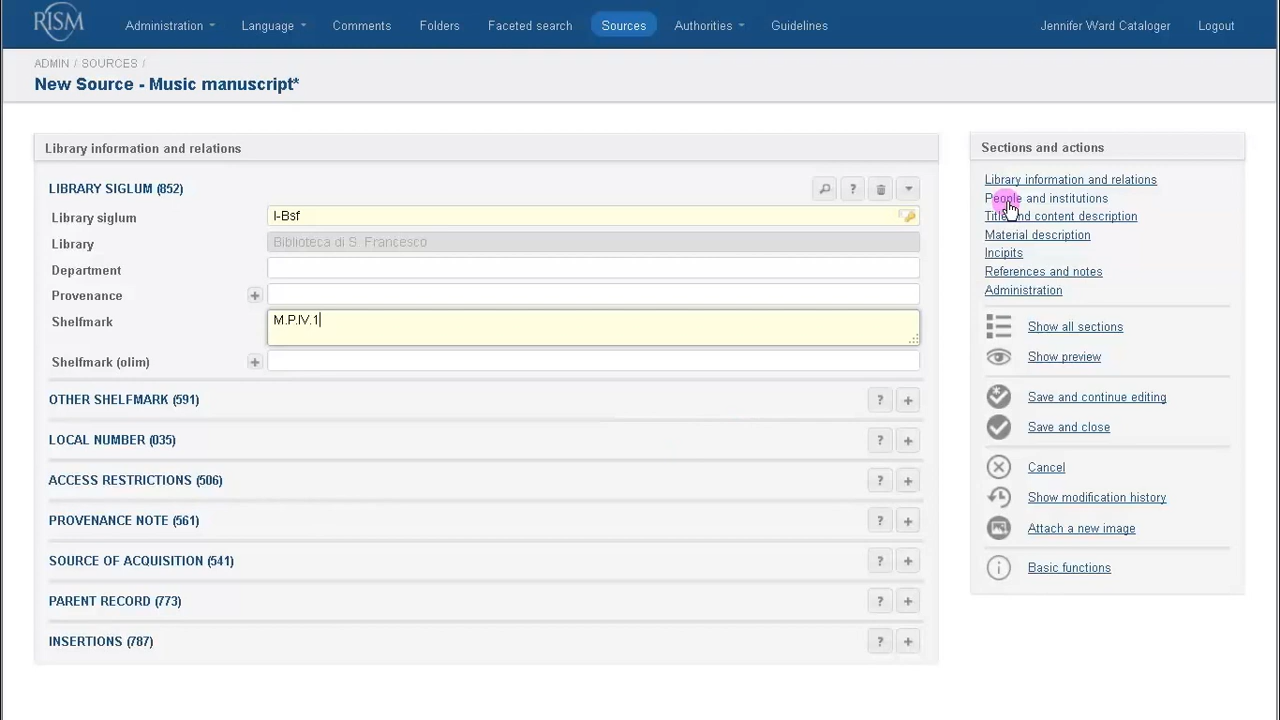 RISM Administration Language Comments Folders Faceted search Sources Authorities Guidelines Jennifer Ward Cataloger Logout
ADMIN / SOURCES /
New Source - Music manuscript*
Library information and relations
LIBRARY SIGLUM (852) ?
Library siglum I-Bsf
Library Biblioteca di S. Francesco
Department
Provenance +
Shelfmark M.P.IV.1
Shelfmark (olim) +
OTHER SHELFMARK (591) ? +
LOCAL NUMBER (035) ? +
ACCESS RESTRICTIONS (506) ? +
PROVENANCE NOTE (561) ? +
SOURCE OF ACQUISITION (541) ? +
PARENT RECORD (773) ? +
INSERTIONS (787) ? +
Sections and actions
Library information and relations
People and institutions
Title and content description
Material description
Incipits
References and notes
Administration
Show all sections
Show preview
Save and continue editing
Save and close
Cancel
Show modification history
Attach a new image
Basic functions